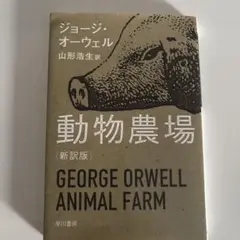 ジョージ・
オーウェル
山形浩生 訳
動物農場
〔新訳版〕
GEORGE ORWELL
ANIMAL FARM
早川書房